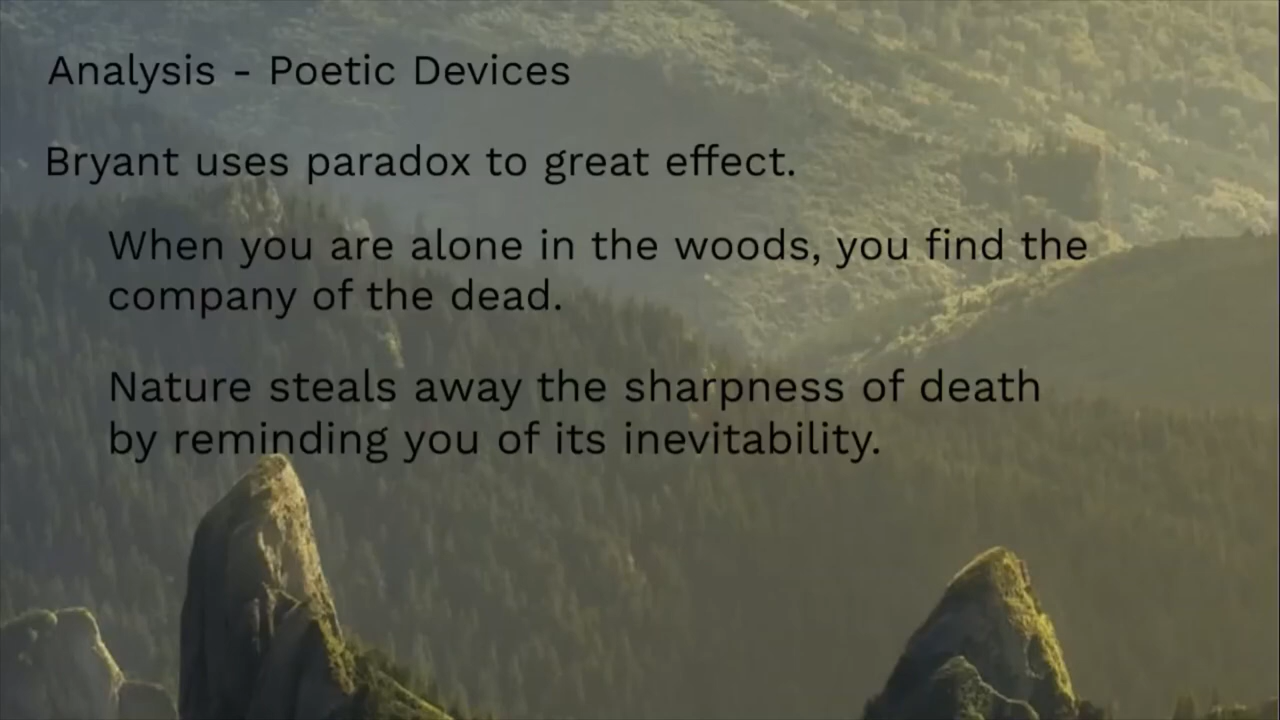 Analysis - Poetic Devices
Bryant uses paradox to great effect.
When you are alone in the woods, you find the
company of the dead.
Nature steals away the sharpness of death
by reminding you of its inevitability.